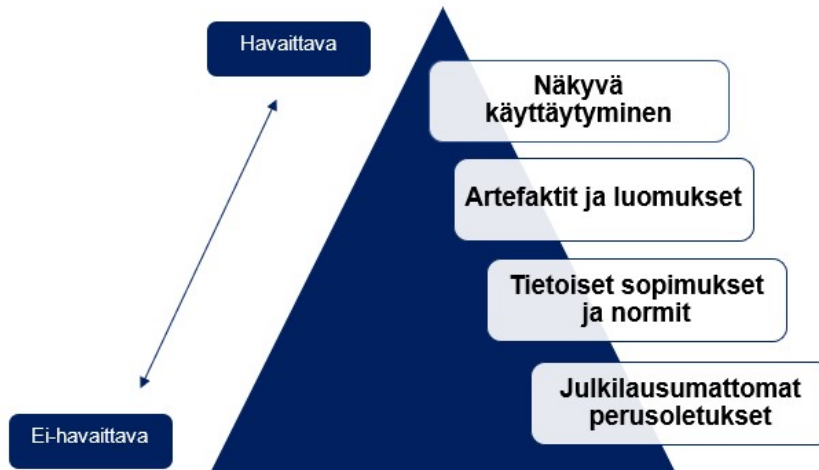 Havaittava
Näkyvä
käyttäytyminen
Artefaktit ja luomukset
Tietoiset sopimukset
ja normit
Julkilausumattomat
perusoletukset
Ei-havaittava